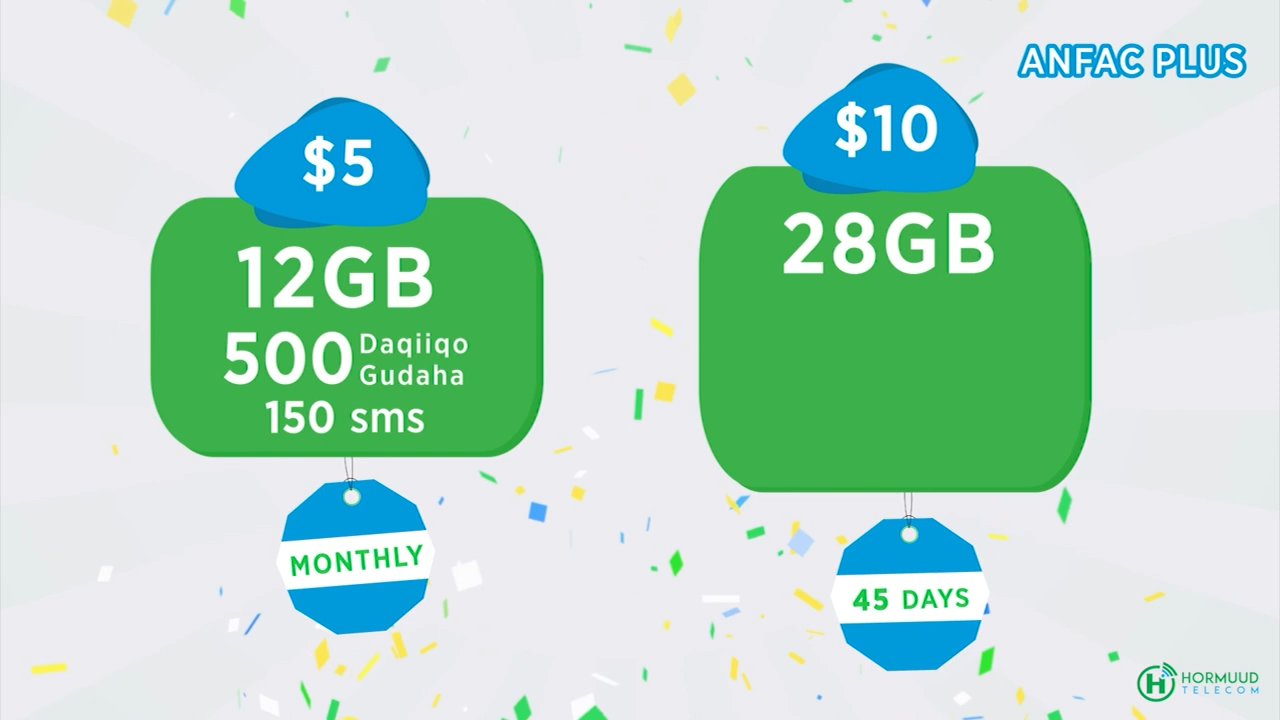 ANFAC PLUS
$5
12GB
500 Daqiiqo
Gudaha
150 sms
MONTHLY
$10
28GB
45 DAYS
HORMUUD
TELECOM